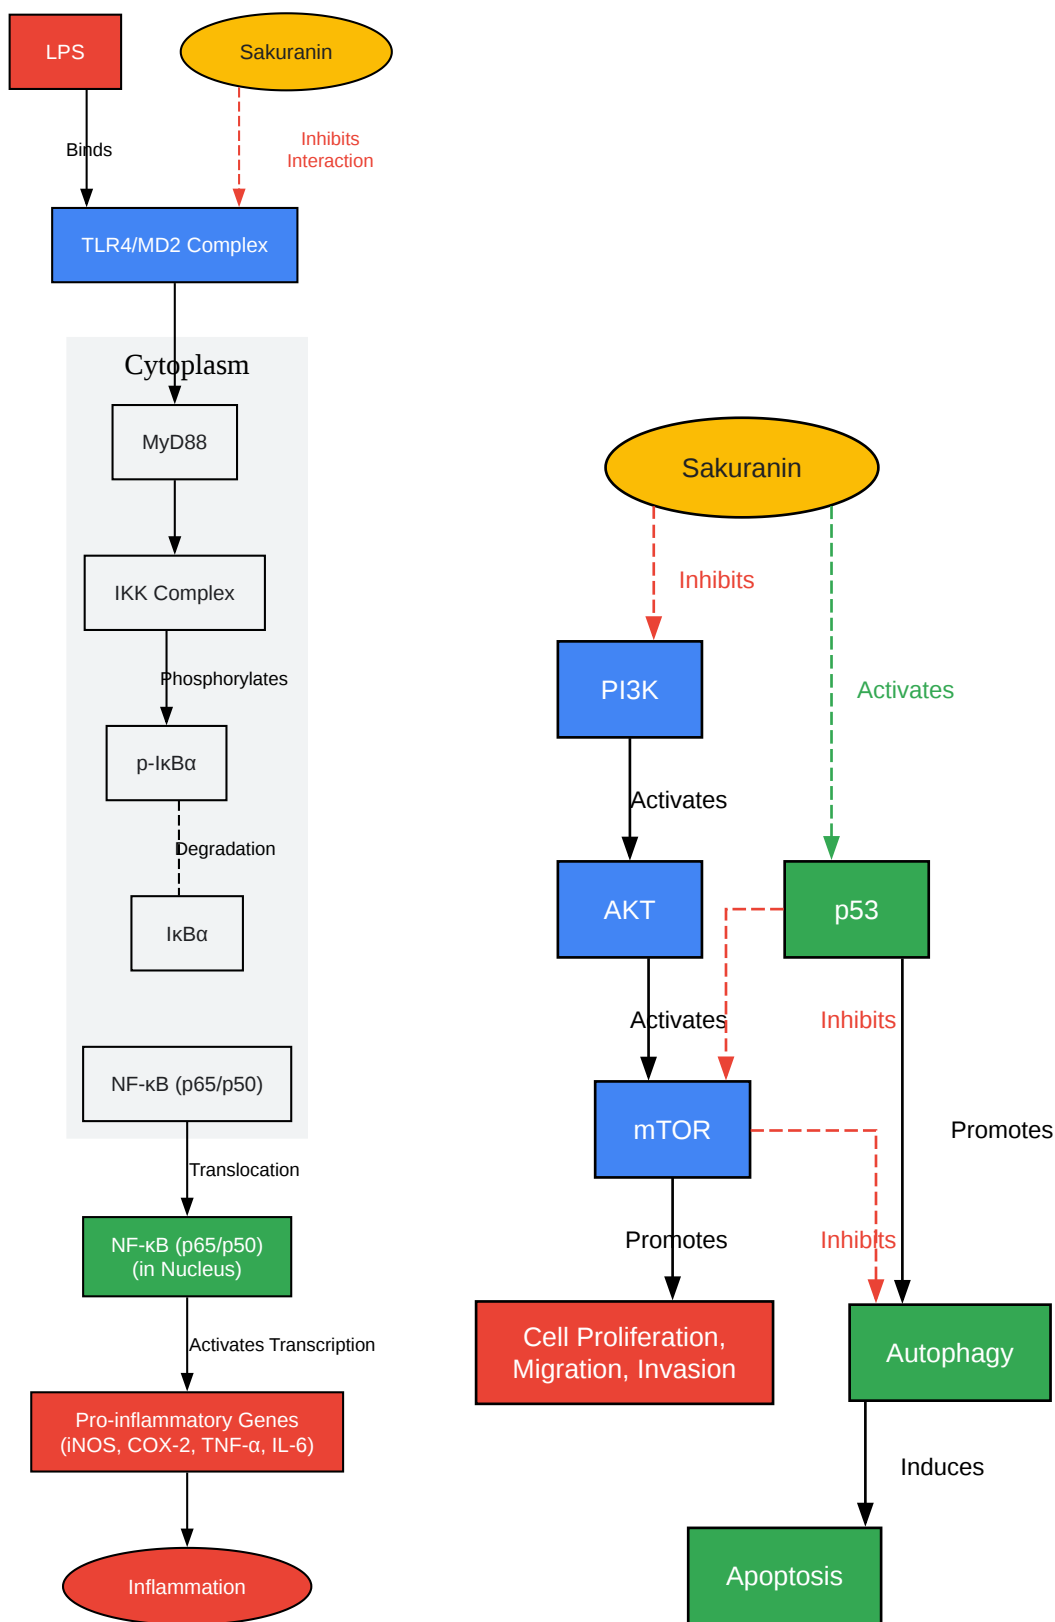 LPS
Sakuranin
Binds
Inhibits
Interaction
TLR4/MD2 Complex
Cytoplasm
MyD88
IKK Complex
Phosphorylates
p-IκBα
Degradation
IκBα
NF-κB (p65/p50)
Translocation
NF-κB (p65/p50)
(in Nucleus)
Activates Transcription
Pro-inflammatory Genes
(iNOS, COX-2, TNF-α, IL-6)
Inflammation
Sakuranin
Inhibits
PI3K
Activates
Activates
AKT
p53
Activates
Inhibits
mTOR
Promotes
Promotes
Inhibits
Cell Proliferation,
Migration, Invasion
Autophagy
Induces
Apoptosis